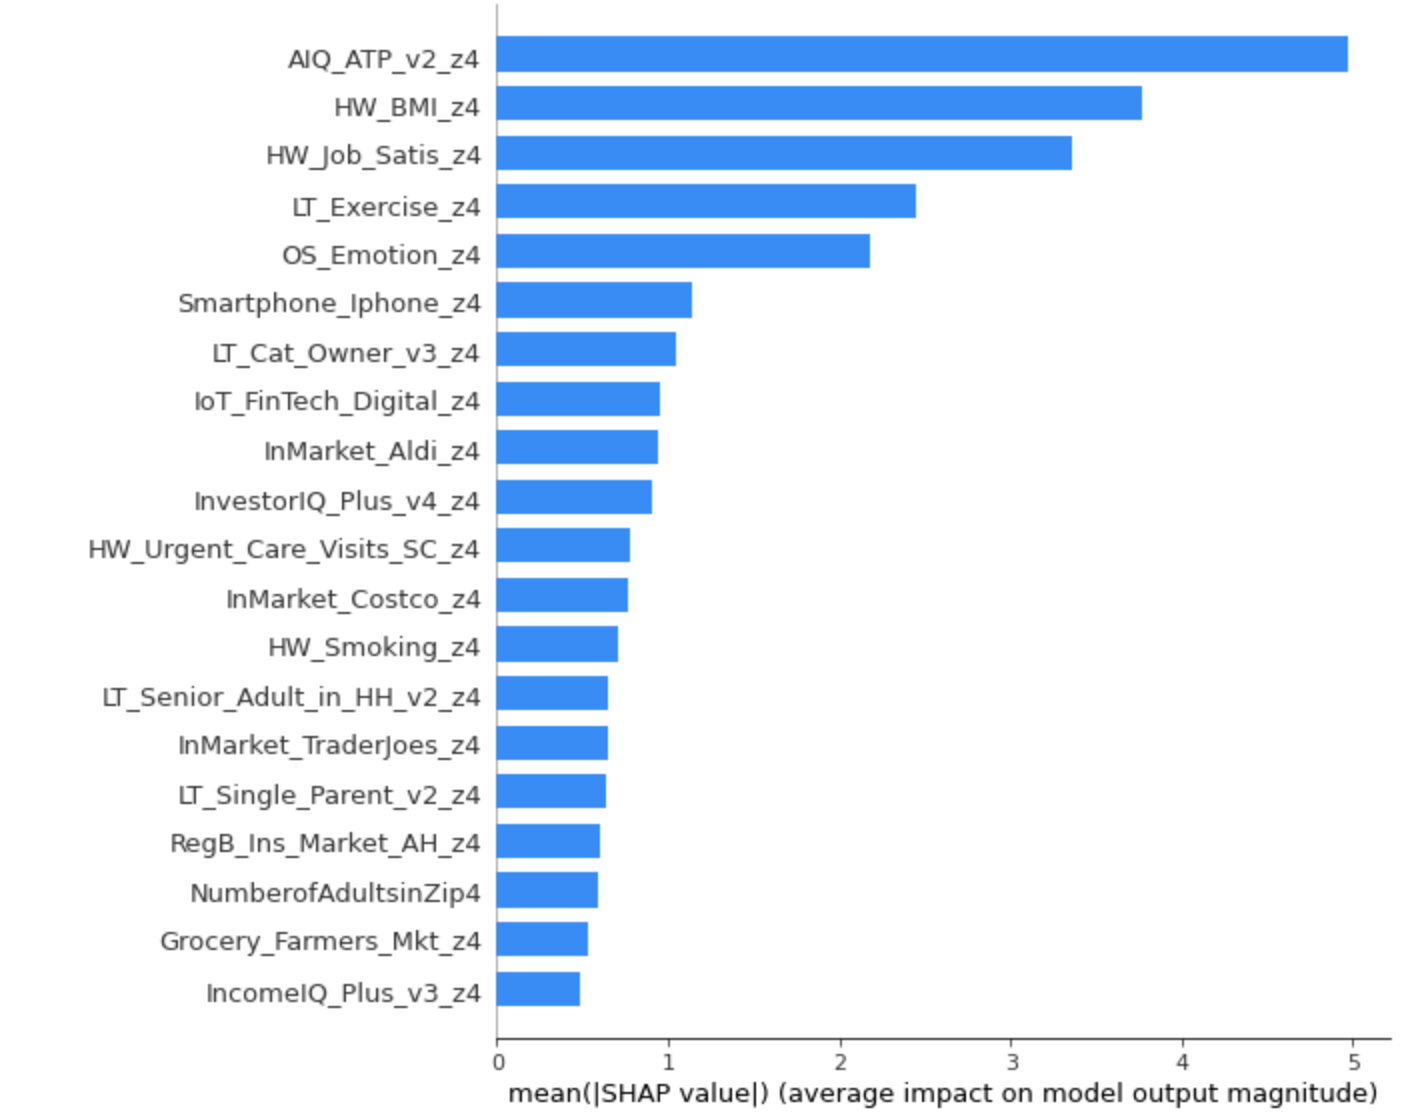 AIQ_ATP_v2_z4
HW_BMI_z4
HW_Job_Satis_z4
LT_Exercise_z4
OS_Emotion_z4
Smartphone_Iphone_z4
LT_Cat_Owner_v3_z4
IoT_FinTech_Digital_z4
InMarket_Aldi_z4
InvestorIQ_Plus_v4_z4
HW_Urgent_Care_Visits_SC_z4
InMarket_Costco_z4
HW_Smoking_z4
LT_Senior_Adult_in_HH_v2_z4
InMarket_TraderJoes_z4
LT_Single_Parent_v2_z4
RegB_Ins_Market_AH_z4
NumberofAdultsinZip4
Grocery_Farmers_Mkt_z4
IncomeIQ_Plus_v3_z4
0 1 2 3 4 5
mean(|SHAP value|) (average impact on model output magnitude)